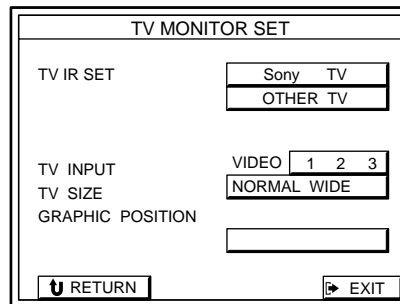 TV MONITOR SET
TV IR SET
Sony TV
OTHER TV
TV INPUT VIDEO 1 2 3
TV SIZE NORMAL WIDE
GRAPHIC POSITION
RETURN EXIT